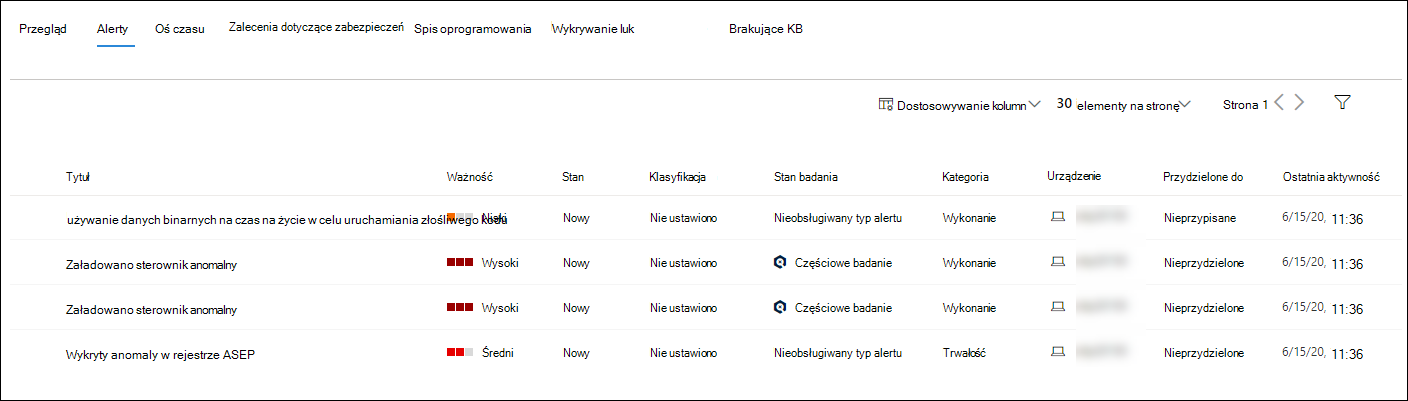 Przegląd Alerty Oś czasu Zalecenia dotyczące zabezpieczeń Spis oprogramowania Wykrywanie luk Brakujące KB
Dostosowywanie kolumn 30 elementy na stronę Strona 1
Tytuł Ważność Stan Klasyfikacja Stan badania Kategoria Urządzenie Przydzielone do Ostatnia aktywność
używanie danych binarnych na czas na życie w celu uruchamiania złośliwego kodu Niski Nowy Nie ustawiono Nieobsługiwany typ alertu Wykonanie Nieprzypisane 6/15/20, 11:36
Załadowano sterownik anomalny Wysoki Nowy Nie ustawiono Częściowe badanie Wykonanie Nieprzydzielone 6/15/20, 11:36
Załadowano sterownik anomalny Wysoki Nowy Nie ustawiono Częściowe badanie Wykonanie Nieprzydzielone 6/15/20, 11:36
Wykryty anomaly w rejestrze ASEP Średni Nowy Nie ustawiono Nieobsługiwany typ alertu Trwałość Nieprzydzielone 6/15/20, 11:36